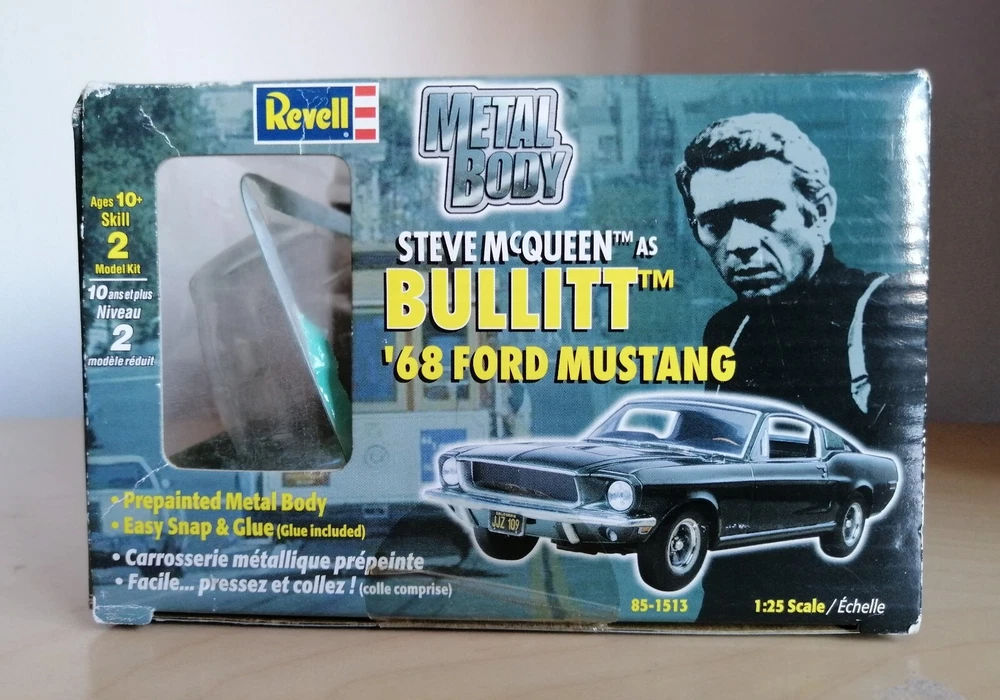 Revell
METAL
BODY
Ages 10+
Skill
2
Model Kit
10 ans et plus
Niveau
2
modèle réduit
STEVE McQUEEN™ AS
BULLITT™
'68 FORD MUSTANG
• Prepainted Metal Body
• Easy Snap & Glue (Glue included)
• Carrosserie métallique prépeinte
• Facile... pressez et collez ! (colle comprise)
CALIFORNIA
JJZ 109
85-1513
1:25 Scale / Échelle